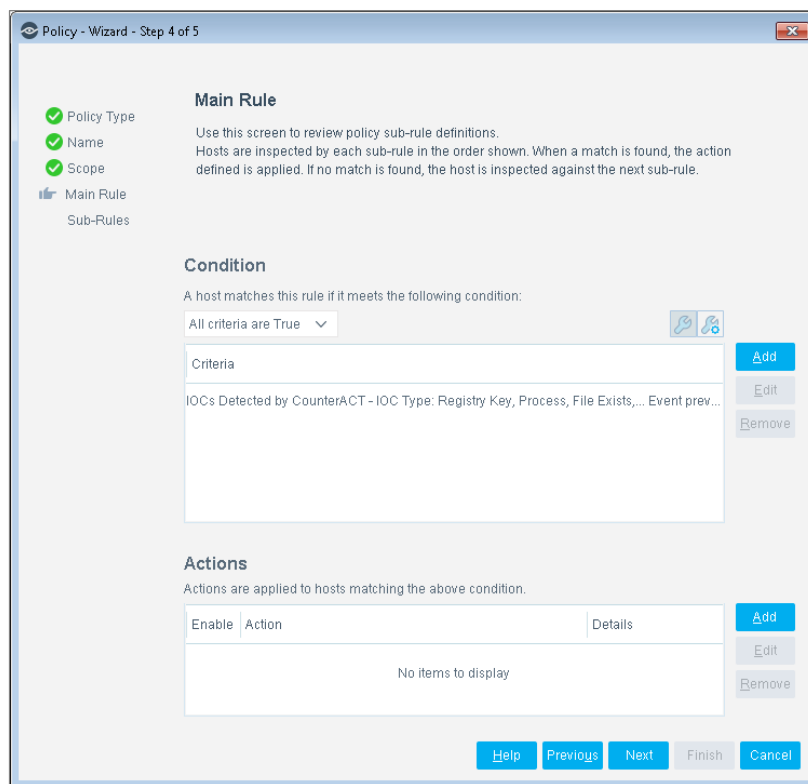 Policy - Wizard - Step 4 of 5
Policy Type
Name
Scope
Main Rule
Sub-Rules
Main Rule
Use this screen to review policy sub-rule definitions.
Hosts are inspected by each sub-rule in the order shown. When a match is found, the action
defined is applied. If no match is found, the host is inspected against the next sub-rule.
Condition
A host matches this rule if it meets the following condition:
All criteria are True
Criteria
IOCs Detected by CounterACT - IOC Type: Registry Key, Process, File Exists,... Event prev...
Add
Edit
Remove
Actions
Actions are applied to hosts matching the above condition.
Enable Action Details
No items to display
Add
Edit
Remove
Help Previous Next Finish Cancel